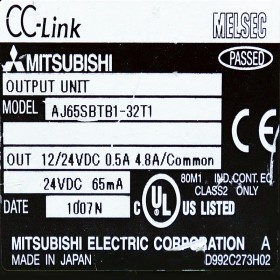 CC-Link MELSEC
MITSUBISHI PASSED
OUTPUT UNIT
MODEL AJ65SBTB1-32T1
CE
OUT 12/24VDC 0.5A 4.8A/Common
24VDC 65mA
80M1 IND.CONT. EQ.
CLASS2 ONLY
C UL US LISTED
DATE 1007N
MITSUBISHI ELECTRIC CORPORATION A
MADE IN JAPAN D992C273H02